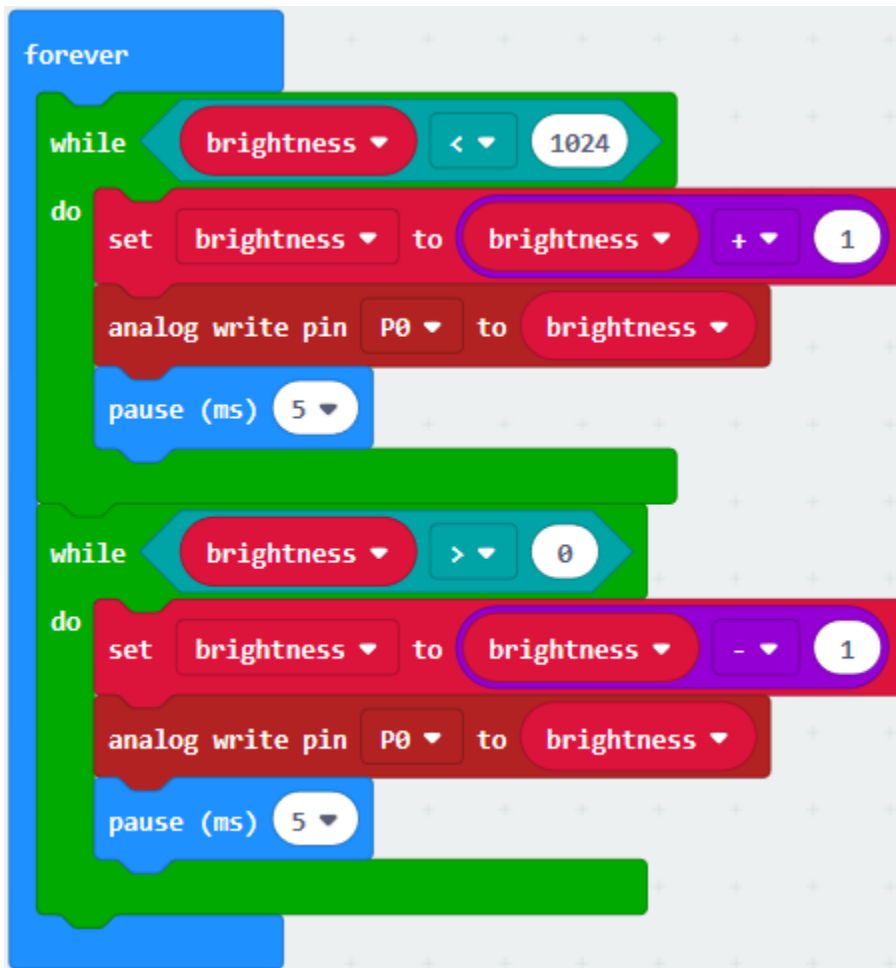 forever
while brightness < 1024
do
set brightness to brightness + 1
analog write pin P0 to brightness
pause (ms) 5
while brightness > 0
do
set brightness to brightness - 1
analog write pin P0 to brightness
pause (ms) 5